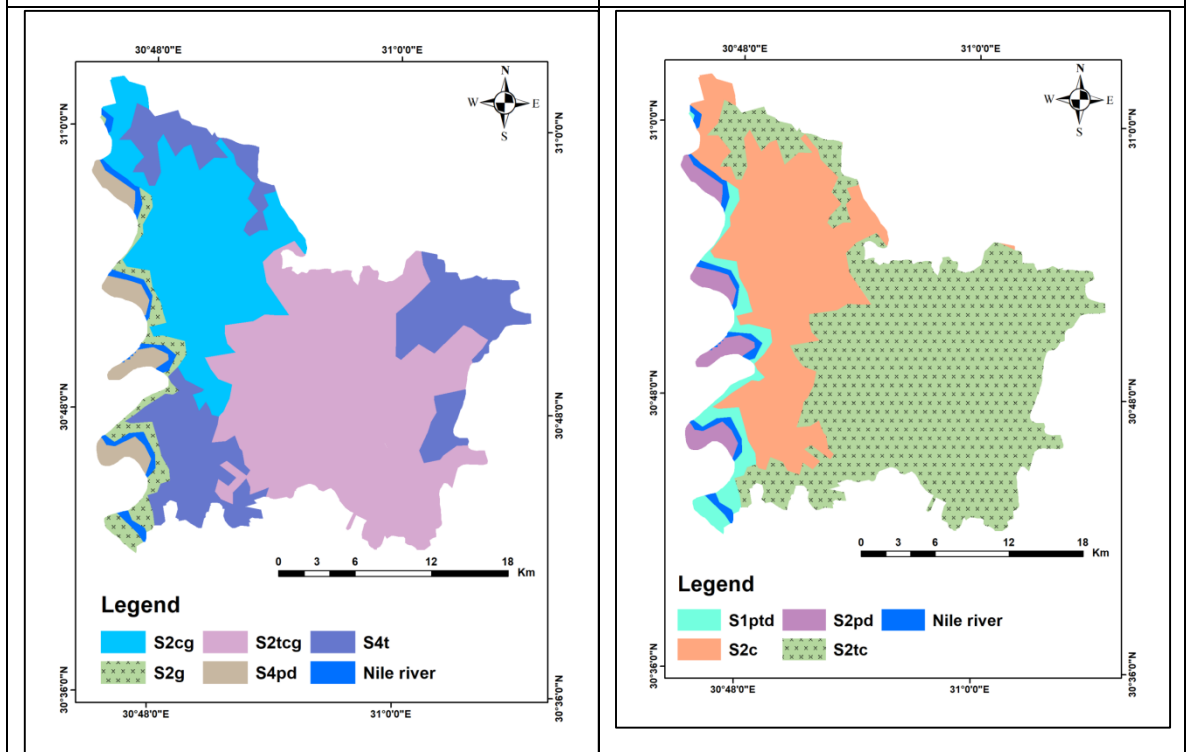 30°48'0"E 31°0'0"E
N
W E
S
31°0'0"N 31°0'0"N
30°48'0"N 30°48'0"N
0 3 6 12 18
Km
Legend
S2cg S2tcg S4t
S2g S4pd Nile river
30°36'0"N 30°36'0"N
30°48'0"E 31°0'0"E
30°48'0"E 31°0'0"E
N
W E
S
31°0'0"N 31°0'0"N
30°48'0"N 30°48'0"N
0 3 6 12 18
Km
Legend
S1ptd S2pd Nile river
S2c S2tc
30°36'0"N 30°36'0"N
30°48'0"E 31°0'0"E